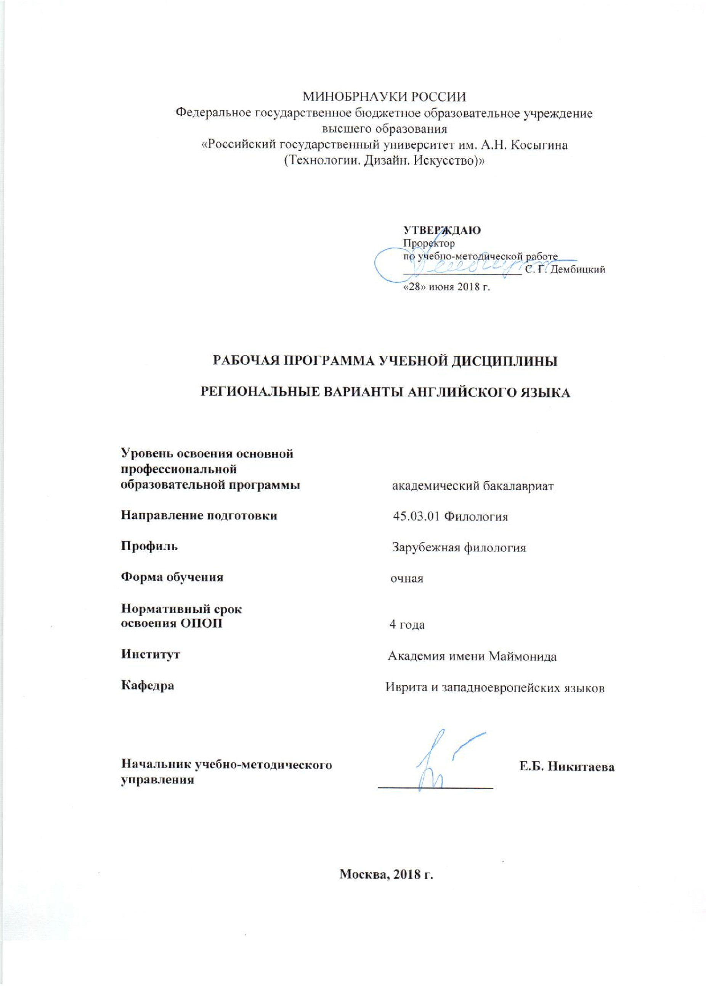 МИНОБРНАУКИ РОССИИ
Федеральное государственное бюджетное образовательное учреждение
высшего образования
«Российский государственный университет им. А.Н. Косыгина
(Технологии. Дизайн. Искусство)»
УТВЕРЖДАЮ
Проректор
по учебно-методической работе
____________________ С. Г. Дембицкий
«28» июня 2018 г.
РАБОЧАЯ ПРОГРАММА УЧЕБНОЙ ДИСЦИПЛИНЫ
РЕГИОНАЛЬНЫЕ ВАРИАНТЫ АНГЛИЙСКОГО ЯЗЫКА
Уровень освоения основной
профессиональной
образовательной программы академический бакалавриат
Направление подготовки 45.03.01 Филология
Профиль Зарубежная филология
Форма обучения очная
Нормативный срок
освоения ОПОП 4 года
Институт Академия имени Маймонида
Кафедра Иврита и западноевропейских языков
Начальник учебно-методического Е.Б. Никитаева
управления ____________________
Москва, 2018 г.